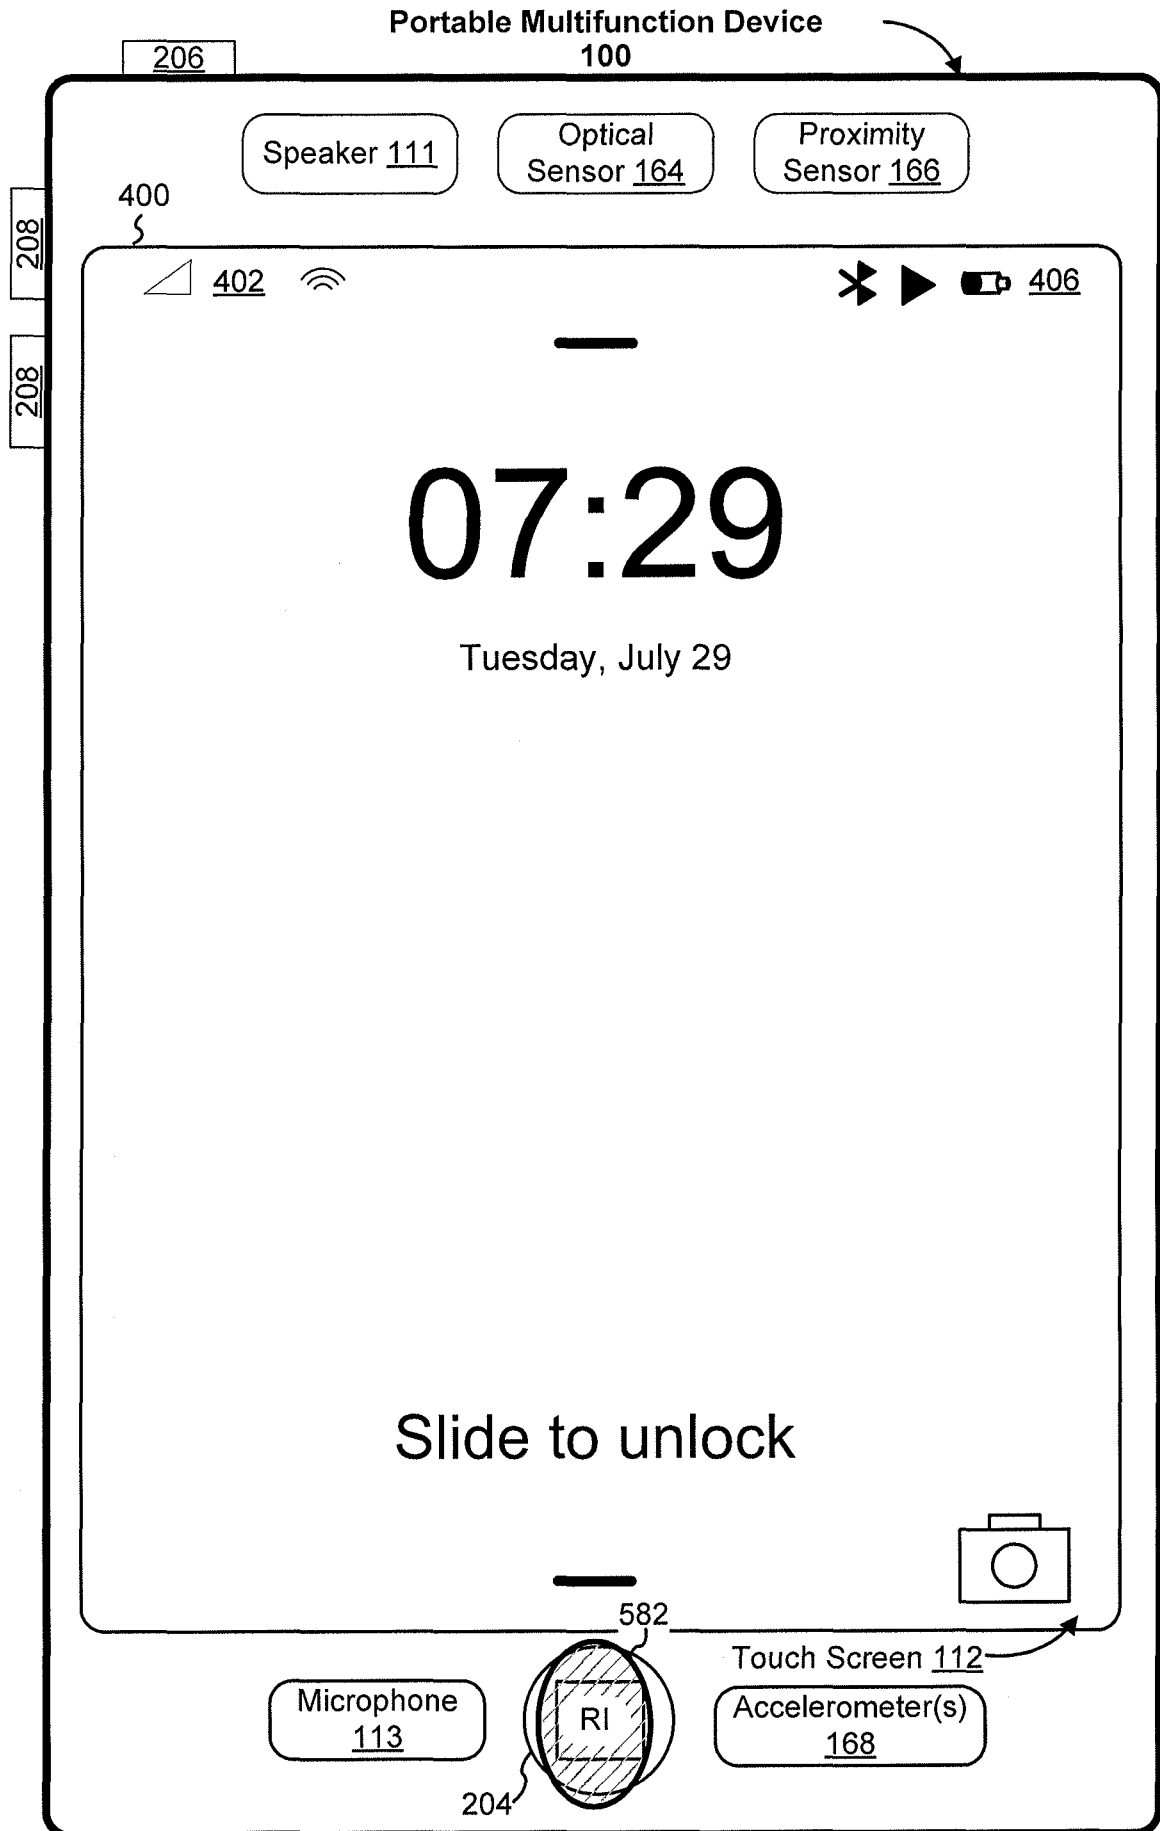 Portable Multifunction Device
100
206
Speaker 111
Optical
Sensor 164
Proximity
Sensor 166
400
208
402
406
208
07:29
Tuesday, July 29
Slide to unlock
582
Touch Screen 112
Microphone
113
RI
Accelerometer(s)
168
204